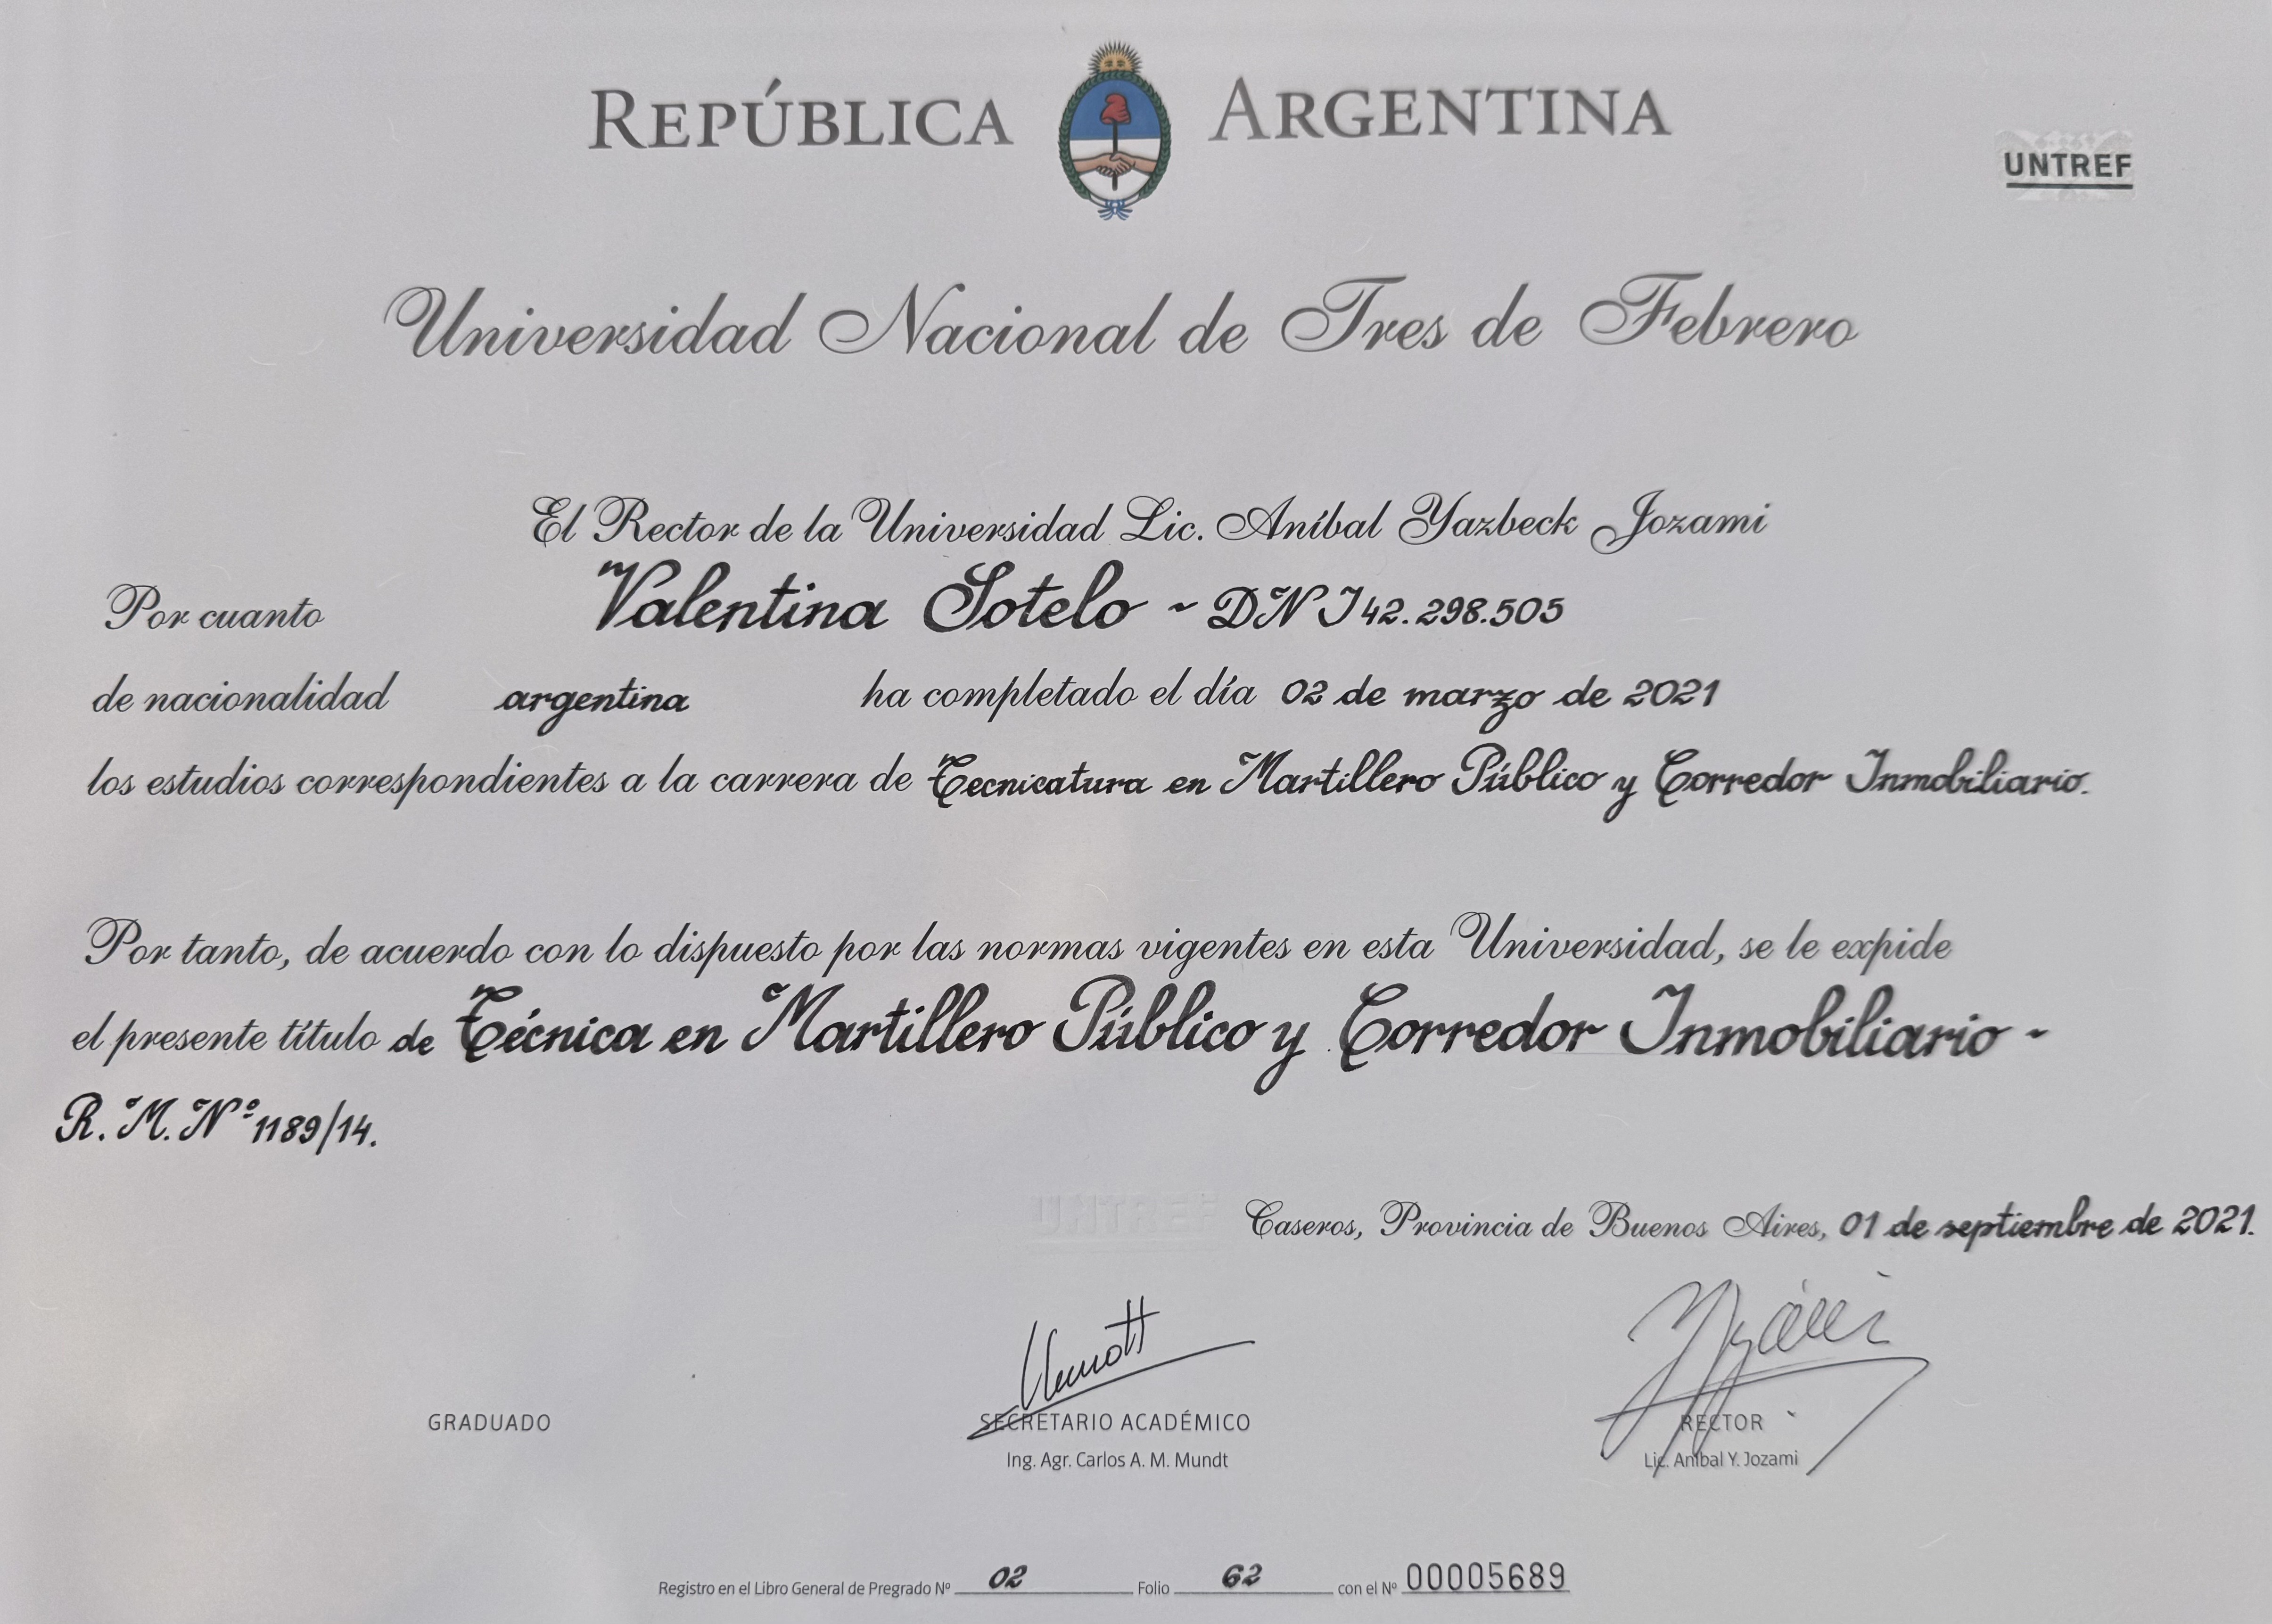 REPÚBLICA ARGENTINA
UNTREF
Universidad Nacional de Tres de Febrero
El Rector de la Universidad Lic. Aníbal Yazbeck Jozami
Por cuanto Valentina Sotelo ~ DNI 42.298.505
de nacionalidad argentina ha completado el día 02 de marzo de 2021
los estudios correspondientes a la carrera de Tecnicatura en Martillero Público y Corredor Inmobiliario.
Por tanto, de acuerdo con lo dispuesto por las normas vigentes en esta Universidad, se le expide
el presente título de Técnica en Martillero Público y Corredor Inmobiliario ~
R. M. Nº 1189/14.
UNTREF
Caseros, Provincia de Buenos Aires, 01 de septiembre de 2021.
GRADUADO
SECRETARIO ACADÉMICO
Ing. Agr. Carlos A. M. Mundt
RECTOR
Lic. Aníbal Y. Jozami
Registro en el Libro General de Pregrado Nº 02 Folio 62 con el Nº 00005689